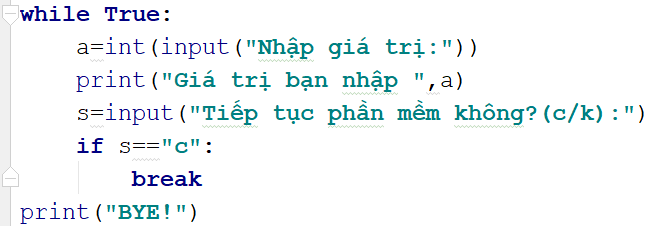 while True:
    a=int(input("Nhập giá trị:"))
    print("Giá trị bạn nhập ",a)
    s=input("Tiếp tục phần mềm không?(c/k):")
    if s=="c":
        break
print("BYE!")